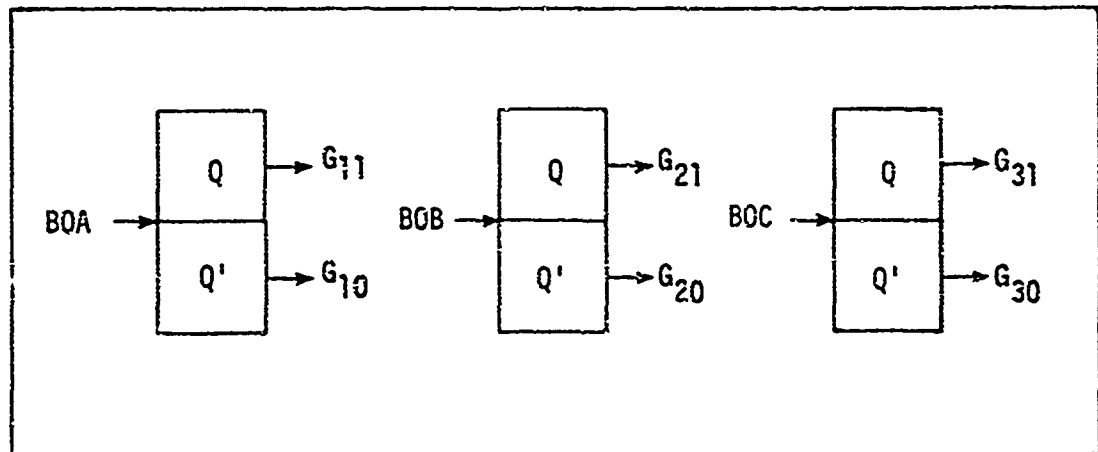 Q G₁₁ Q G₂₁ Q G₃₁
BOA BOB BOC
Q' G₁₀ Q' G₂₀ Q' G₃₀